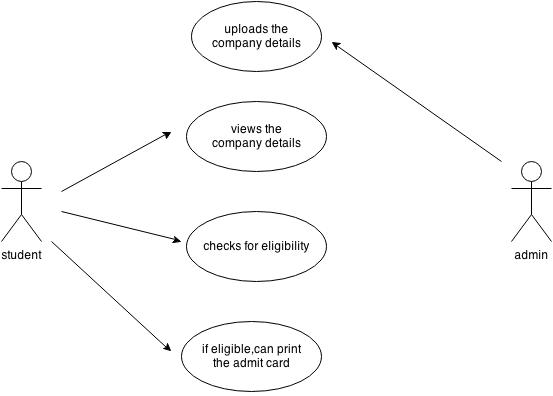 uploads the
company details
views the
company details
student
admin
checks for eligibility
if eligible,can print
the admit card